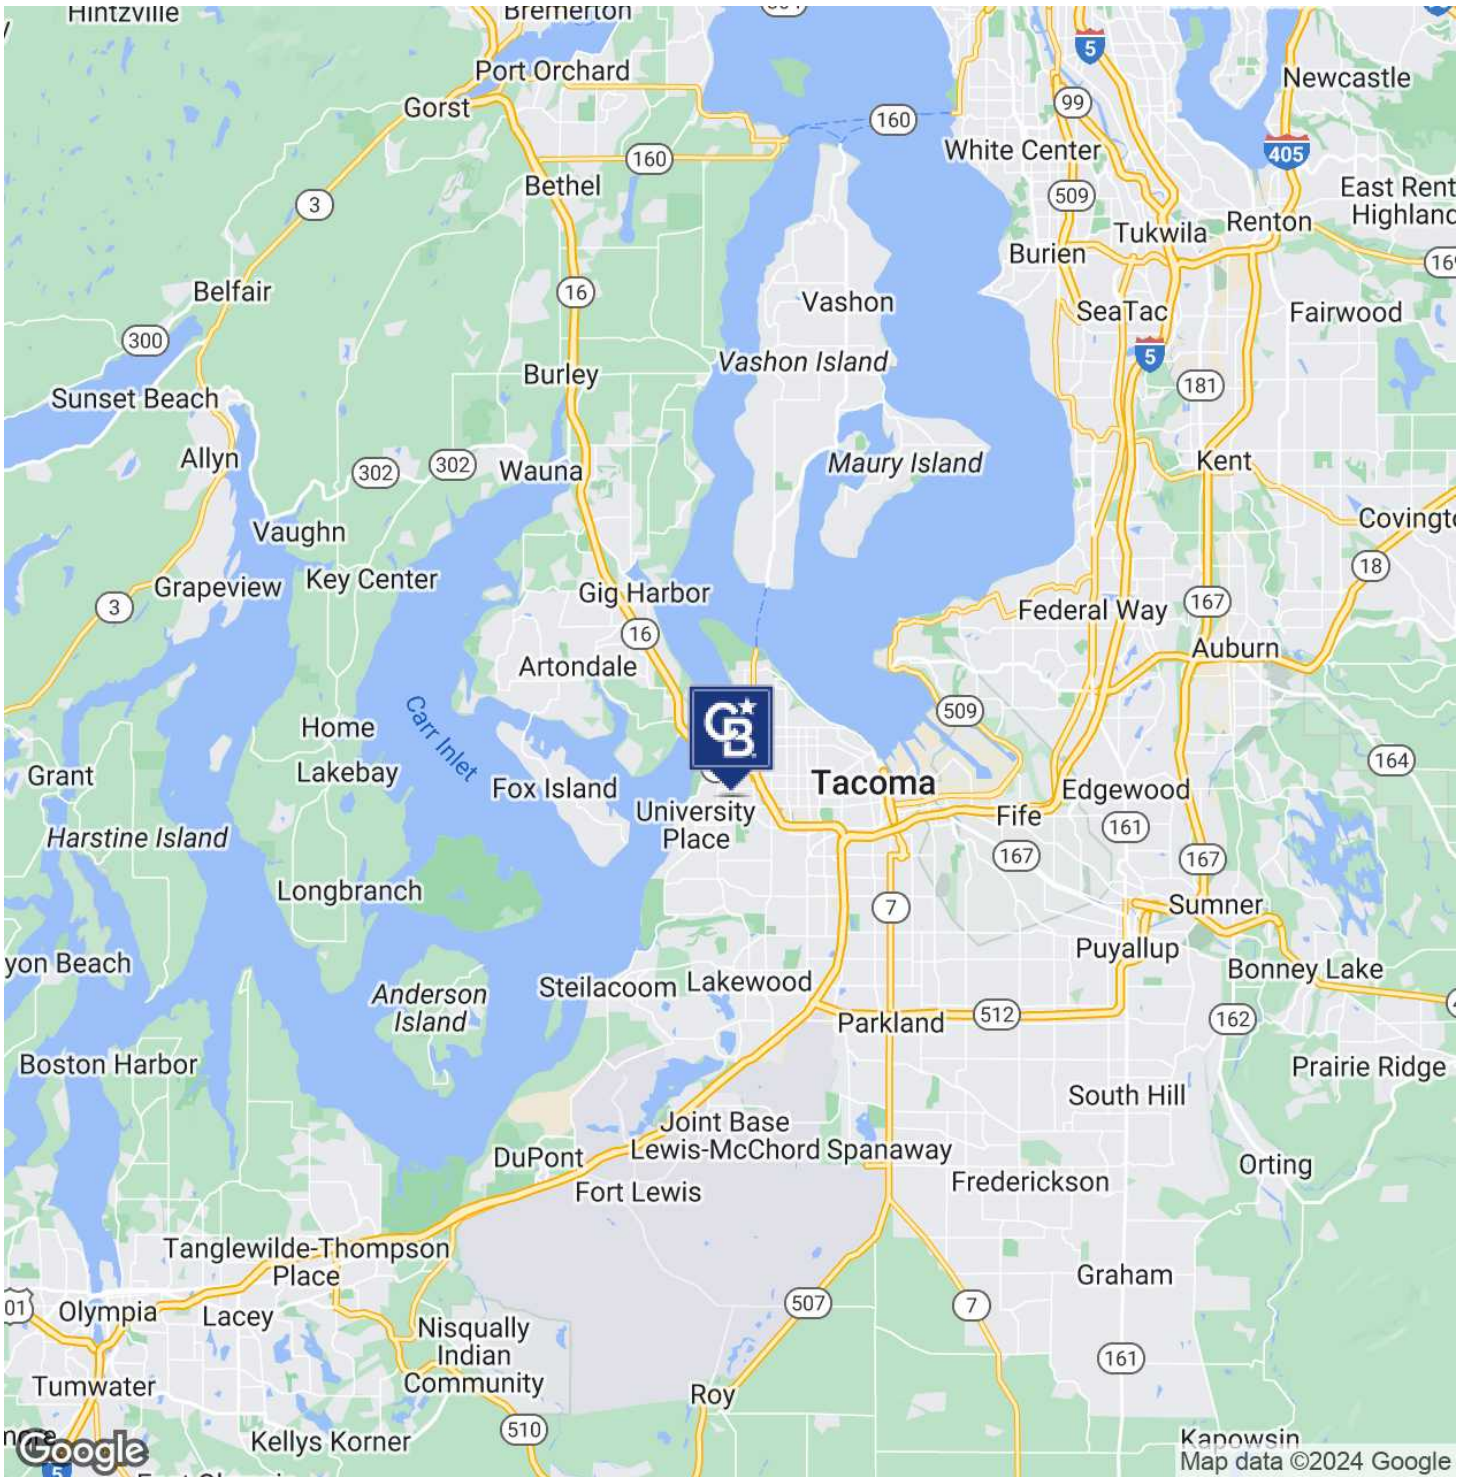 Hintzville
Bremerton
Port Orchard
Gorst
5
Newcastle
99
160
White Center
405
160
Bethel
3
509
East Rent
Highland
Tukwila
Renton
Burien
169
Belfair
16
Vashon
SeaTac
Fairwood
300
5
Vashon Island
Burley
181
Sunset Beach
Allyn
302
302
Wauna
Maury Island
Kent
Vaughn
Covingto
18
Key Center
Grapeview
Gig Harbor
3
167
Federal Way
16
Auburn
Artondale
Carr Inlet
509
CB
Home
164
Grant
Lakebay
Fox Island
Tacoma
Edgewood
University
Place
Fife
161
Harstine Island
167
167
Longbranch
7
Sumner
yon Beach
Puyallup
Bonney Lake
Steilacoom
Lakewood
Anderson
Island
512
162
Parkland
Boston Harbor
Prairie Ridge
South Hill
Joint Base
Lewis-McChord
Spanaway
DuPont
Orting
Frederickson
Fort Lewis
Tanglewilde-Thompson
Place
Graham
01
Olympia
Lacey
507
7
Nisqually
Indian
Community
161
Tumwater
Roy
510
Kellys Korner
Kapowsin
more
Google
Map data ©2024 Google
5